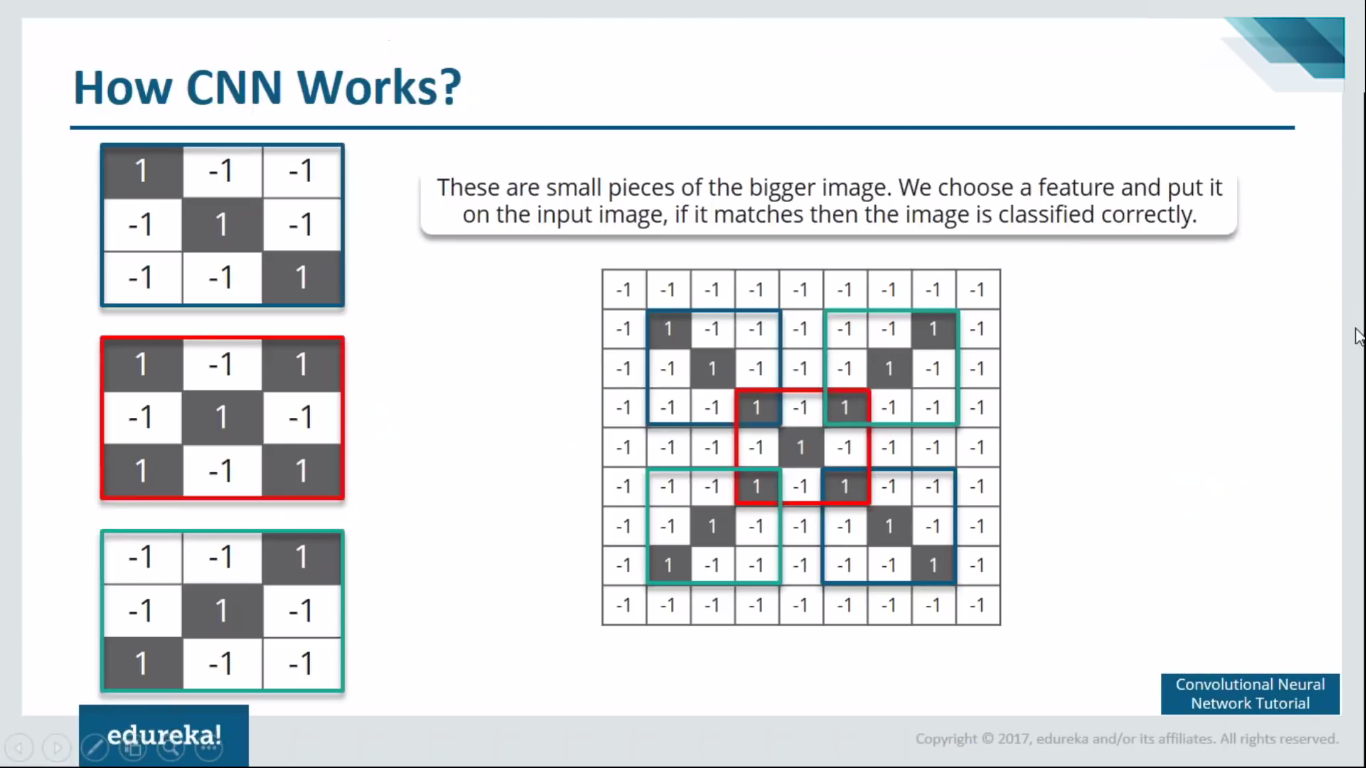 How CNN Works?
1 -1 -1
-1 1 -1
-1 -1 1
1 -1 1
-1 1 -1
1 -1 1
-1 -1 1
-1 1 -1
1 -1 -1
These are small pieces of the bigger image. We choose a feature and put it
on the input image, if it matches then the image is classified correctly.
-1 -1 -1 -1 -1 -1 -1 -1 -1
-1 1 -1 -1 -1 -1 -1 1 -1
-1 -1 1 -1 -1 -1 1 -1 -1
-1 -1 -1 1 -1 1 -1 -1 -1
-1 -1 -1 -1 1 -1 -1 -1 -1
-1 -1 -1 1 -1 1 -1 -1 -1
-1 -1 1 -1 -1 -1 1 -1 -1
-1 1 -1 -1 -1 -1 -1 1 -1
-1 -1 -1 -1 -1 -1 -1 -1 -1
Convolutional Neural
Network Tutorial
edureka!
Copyright © 2017, edureka and/or its affiliates. All rights reserved.